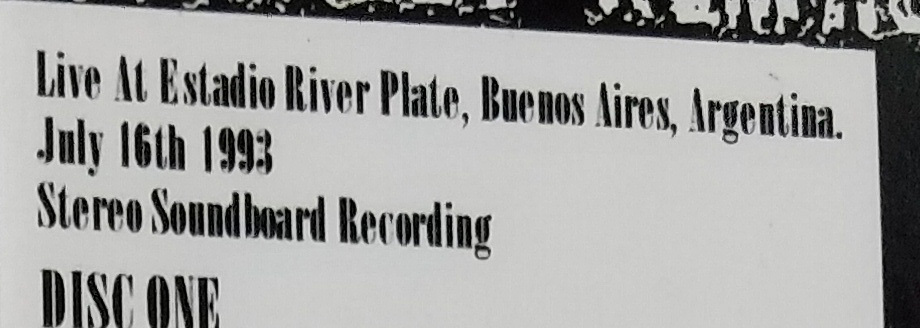 Live At Estadio River Plate, Buenos Aires, Argentina.
July 16th 1993
Stereo Soundboard Recording
DISC ONE